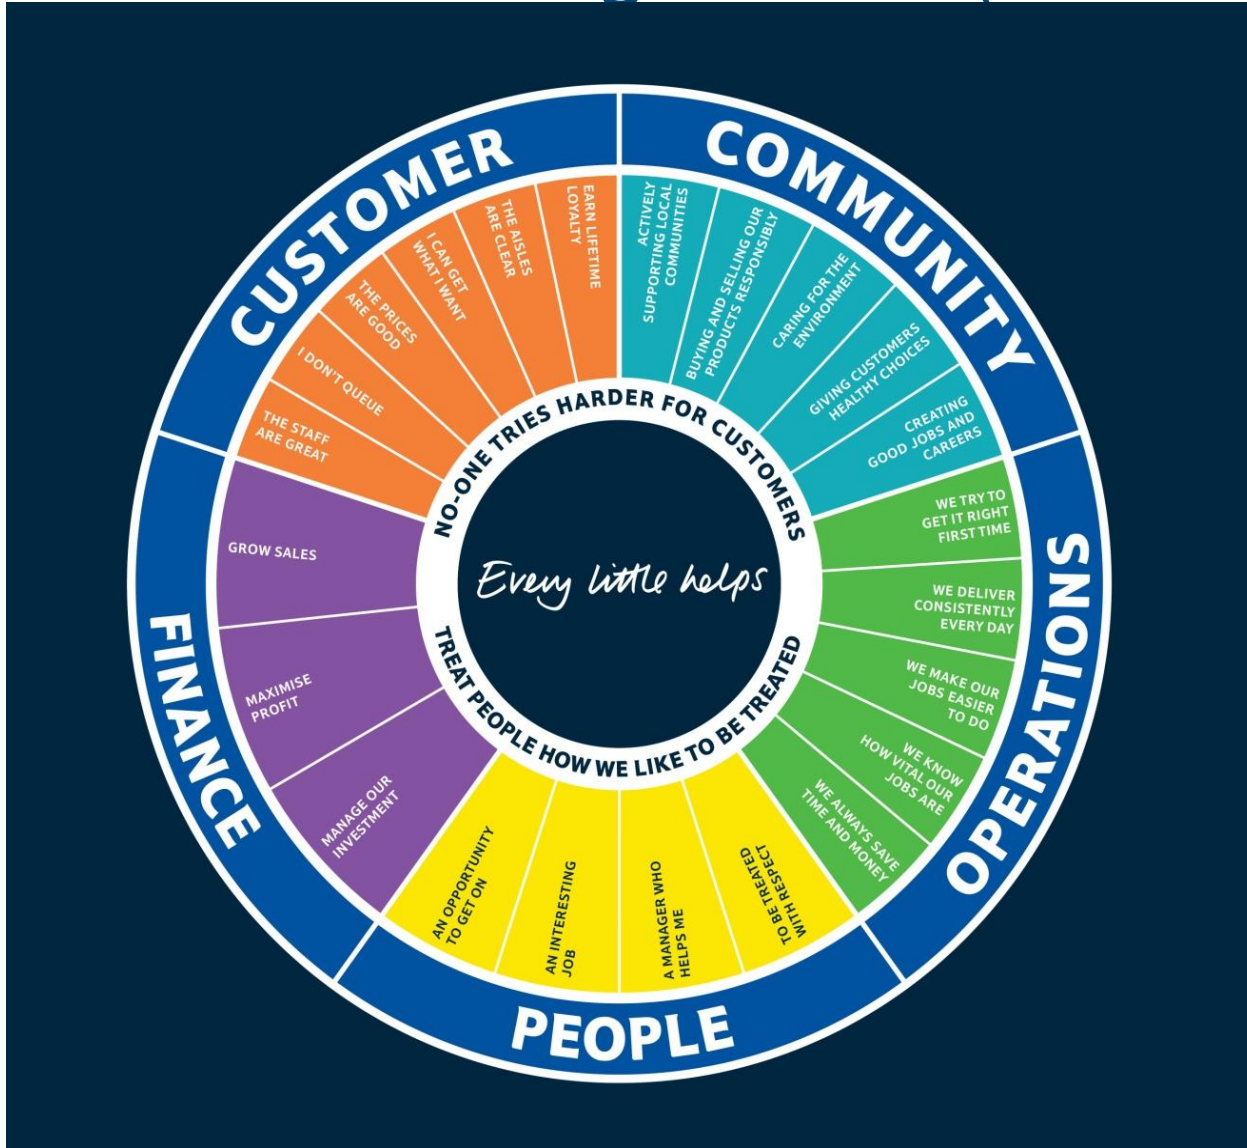 CUSTOMER
THE STAFF
ARE GREAT
I DON'T QUEUE
THE PRICES
ARE GOOD
I CAN GET
WHAT I WANT
THE AISLES
ARE CLEAR
EARN LIFETIME
LOYALTY
COMMUNITY
ACTIVELY
SUPPORTING LOCAL
COMMUNITIES
BUYING AND SELLING OUR
PRODUCTS RESPONSIBLY
CARING FOR THE
ENVIRONMENT
GIVING CUSTOMERS
HEALTHY CHOICES
CREATING
GOOD JOBS AND
CAREERS
OPERATIONS
WE TRY TO
GET IT RIGHT
FIRST TIME
WE DELIVER
CONSISTENTLY
EVERY DAY
WE MAKE OUR
JOBS EASIER
TO DO
WE KNOW
HOW VITAL OUR
JOBS ARE
WE ALWAYS SAVE
TIME AND MONEY
PEOPLE
TO BE TREATED
WITH RESPECT
A MANAGER WHO
HELPS ME
AN INTERESTING
JOB
AN OPPORTUNITY
TO GET ON
FINANCE
MANAGE OUR
INVESTMENT
MAXIMISE
PROFIT
GROW SALES
NO-ONE TRIES HARDER FOR CUSTOMERS
TREAT PEOPLE HOW WE LIKE TO BE TREATED
Every little helps